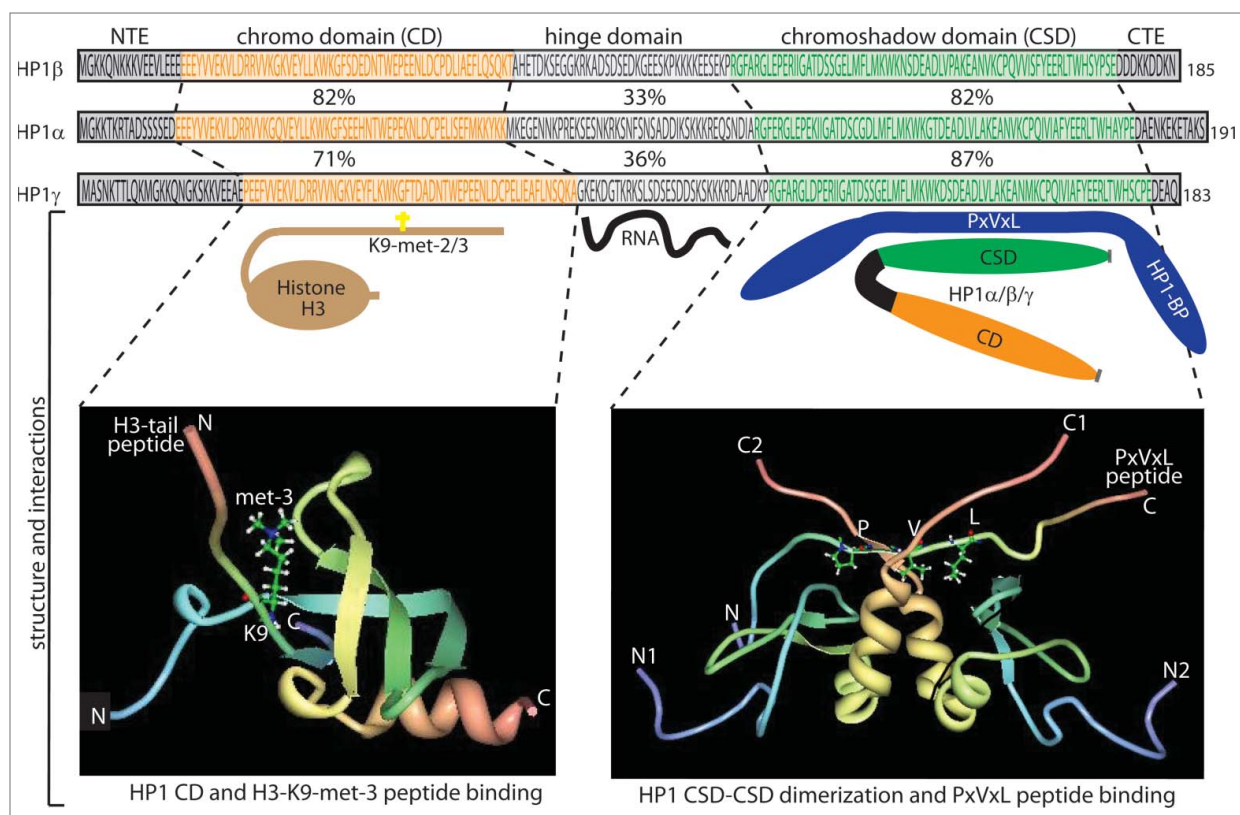 NTE chromo domain (CD) hinge domain chromoshadow domain (CSD) CTE
HP1β MGKKQNKKKVEEVLEEEEEEYVVEKVLDRRVVKGKVEYLLKWKGFSDEDNTWEPEENLDCPDLIAEFLQSQKTAHETDKSEGGKRKADSDSEDKGEESKPKKKKEESEKPRGFARGLEPERIIGATDSSGELMFLMKWKNSDEADLVPAKEANVKCPQVVISFYEERLTWHSYPSEDDDKKDDKN 185
82% 33% 82%
HP1α MGKKTKRTADSSSSEDEEEYVVEKVLDRRVVKGQVEYLLKWKGFSEEHNTWEPEKNLDCPELISEFMKKYKKMKEGENNKPREKSESNKRKSNFSNSADDIKSKKKREQSNDIARGFERGLEPEKIIGATDSCGDLMFLMKWKGTDEADLVLAKEANVKCPQIVIAFYEERLTWHAYPEDAENKEKETAKS 191
71% 36% 87%
HP1γ MASNKTTLQKMGKKQNGKSKKVEEAEEEEFVVEKVLDRRVVNGKVEYFLKWKGFTDADNTWEPEENLDCPELIEAFLNSQKAGKEKDGTKRKSLSDSESDDSKSKKKRDAADKPRGFARGLDPERIIGATDSSGELMFLMKWKDSDEADLVLAKEANMKCPQIVIAFYEERLTWHSCPEDEAQ 183
K9-met-2/3
Histone
H3
RNA
PxVxL
CSD
HP1α/β/γ
CD
HP1-BP
structure and interactions
H3-tail
peptide
N
met-3
K9
C
N
C
HP1 CD and H3-K9-met-3 peptide binding
C2
C1
PxVxL
peptide
C
P
V
L
N
N1
N2
HP1 CSD-CSD dimerization and PxVxL peptide binding